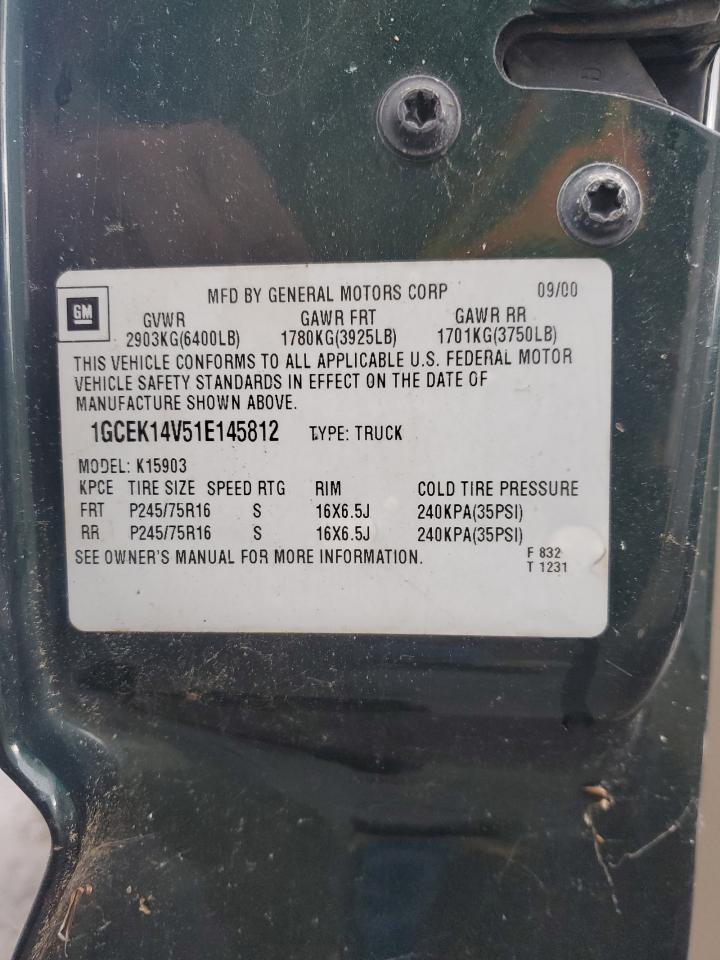 MFD BY GENERAL MOTORS CORP 09/00
GM
GVWR GAWR FRT GAWR RR
2903KG(6400LB) 1780KG(3925LB) 1701KG(3750LB)
THIS VEHICLE CONFORMS TO ALL APPLICABLE U.S. FEDERAL MOTOR
VEHICLE SAFETY STANDARDS IN EFFECT ON THE DATE OF
MANUFACTURE SHOWN ABOVE.
1GCEK14V51E145812 TYPE: TRUCK
MODEL: K15903
KPCE TIRE SIZE SPEED RTG RIM COLD TIRE PRESSURE
FRT P245/75R16 S 16X6.5J 240KPA(35PSI)
RR P245/75R16 S 16X6.5J 240KPA(35PSI)
SEE OWNER'S MANUAL FOR MORE INFORMATION.
F 832
T 1231